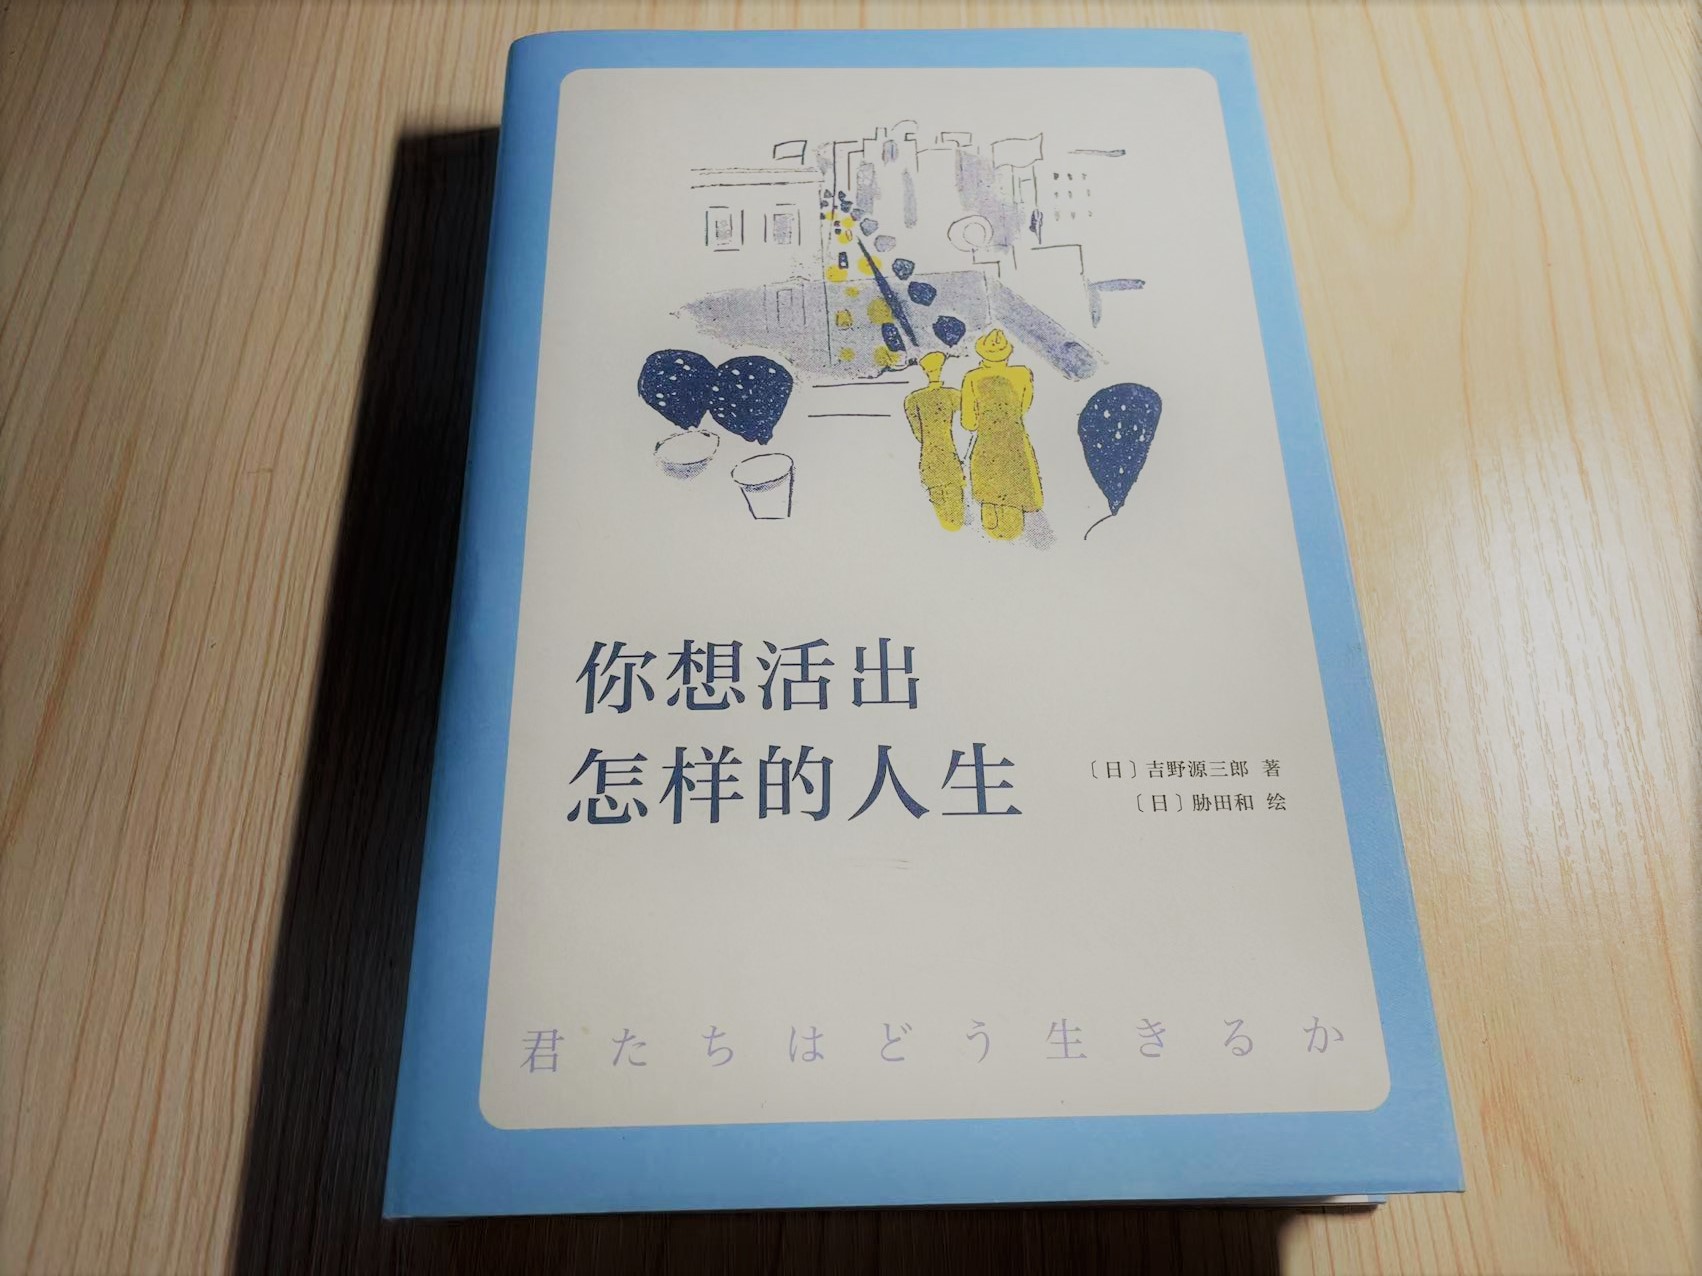 你想活出
怎样的人生
〔日〕吉野源三郎 著
〔日〕胁田和 绘
君たちはどう生きるか